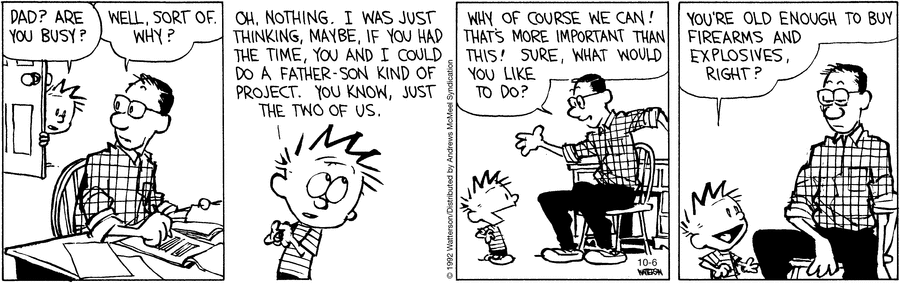 DAD? ARE
YOU BUSY?
WELL, SORT OF.
WHY?
OH, NOTHING. I WAS JUST
THINKING, MAYBE, IF YOU HAD
THE TIME, YOU AND I COULD
DO A FATHER-SON KIND OF
PROJECT. YOU KNOW, JUST
THE TWO OF US.
© 1992 Watterson/Distributed by Andrews McMeel Syndication
WHY OF COURSE WE CAN!
THAT'S MORE IMPORTANT THAN
THIS! SURE, WHAT WOULD
YOU LIKE
TO DO?
10-6
WATTERSON
YOU'RE OLD ENOUGH TO BUY
FIREARMS AND
EXPLOSIVES,
RIGHT?